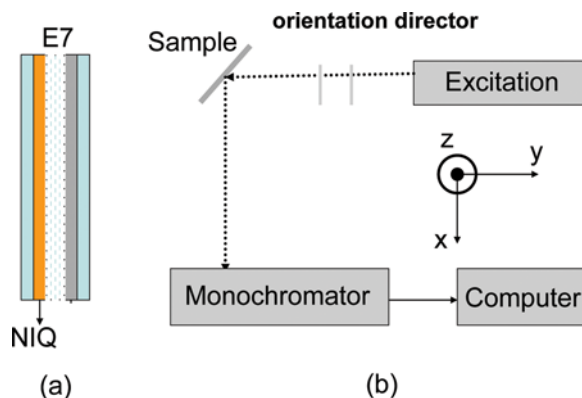 E7
NIQ
(a)
orientation director
Sample
Excitation
z
y
x
Monochromator
Computer
(b)